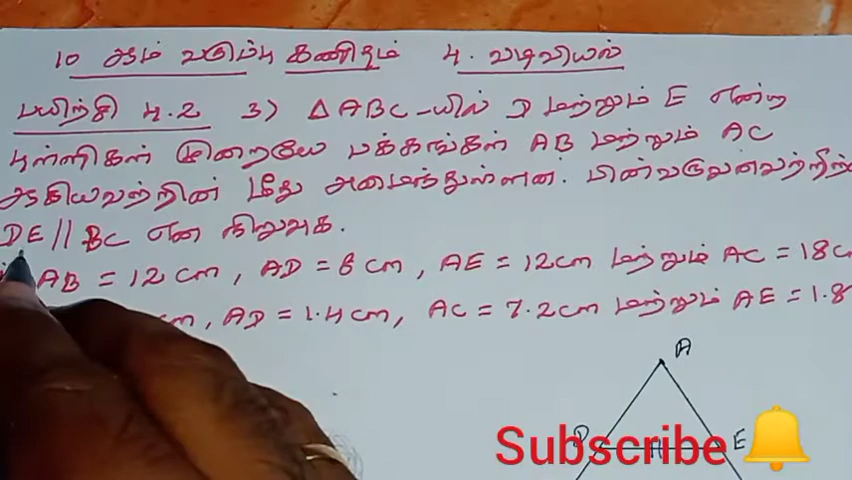 10 ஆம் வகுப்பு கணிதம் 4. வடிவியல்
பயிற்சி 4.2 3) △ABC-யில் D மற்றும் E என்ற
புள்ளிகள் முறையே பக்கங்கள் AB மற்றும் AC
ஆகியவற்றின் மீது அமைந்துள்ளன. பின்வருவனவற்றிற்
DE // BC என நிறுவுக.
AB = 12 cm, AD = 8 cm, AE = 12 cm மற்றும் AC = 18 c
cm, AD = 1.4 cm, AC = 7.2 cm மற்றும் AE = 1.8
A
D E
Subscribe